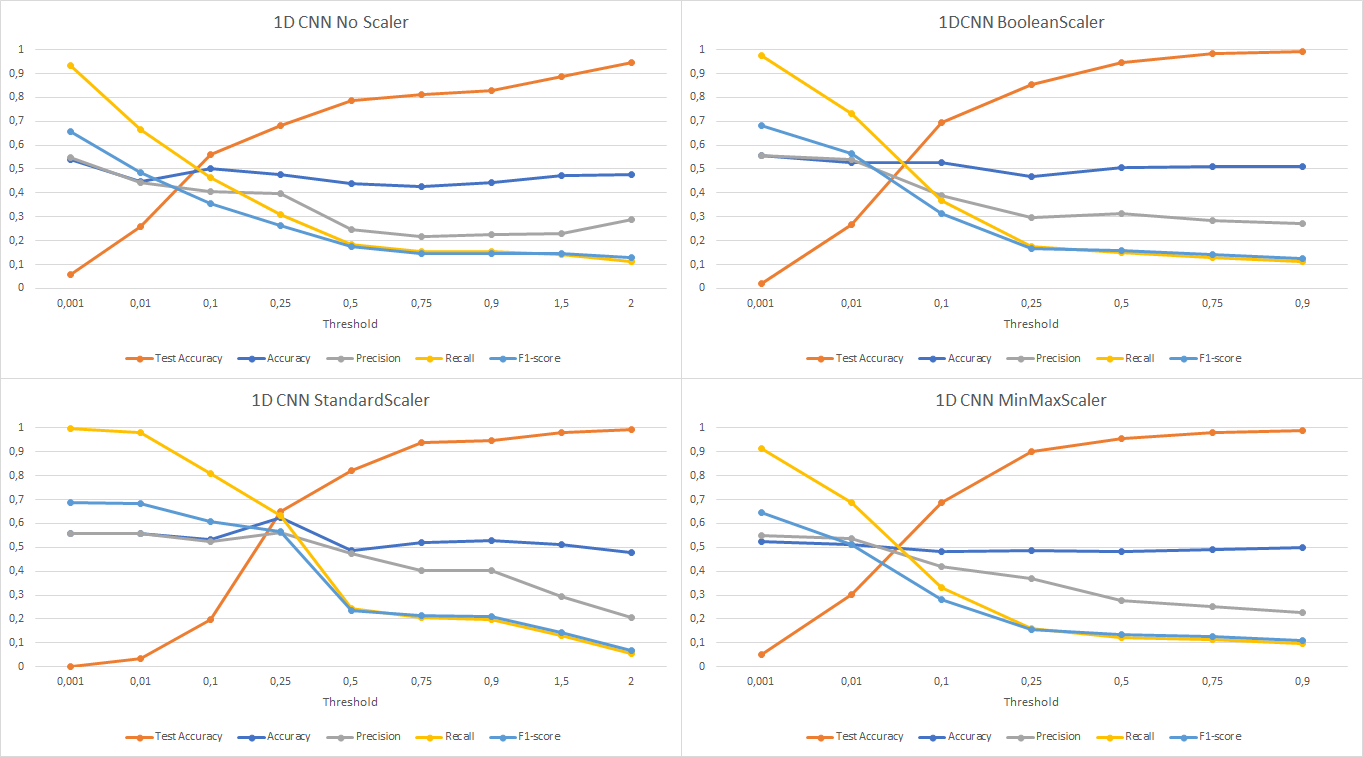 1D CNN No Scaler
1
0,9
0,8
0,7
0,6
0,5
0,4
0,3
0,2
0,1
0
0,001 0,01 0,1 0,25 0,5 0,75 0,9 1,5 2
Threshold
Test Accuracy Accuracy Precision Recall F1-score
1DCNN BooleanScaler
1
0,9
0,8
0,7
0,6
0,5
0,4
0,3
0,2
0,1
0
0,001 0,01 0,1 0,25 0,5 0,75 0,9
Threshold
Test Accuracy Accuracy Precision Recall F1-score
1D CNN StandardScaler
1
0,9
0,8
0,7
0,6
0,5
0,4
0,3
0,2
0,1
0
0,001 0,01 0,1 0,25 0,5 0,75 0,9 1,5 2
Threshold
Test Accuracy Accuracy Precision Recall F1-score
1D CNN MinMaxScaler
1
0,9
0,8
0,7
0,6
0,5
0,4
0,3
0,2
0,1
0
0,001 0,01 0,1 0,25 0,5 0,75 0,9
Threshold
Test Accuracy Accuracy Precision Recall F1-score